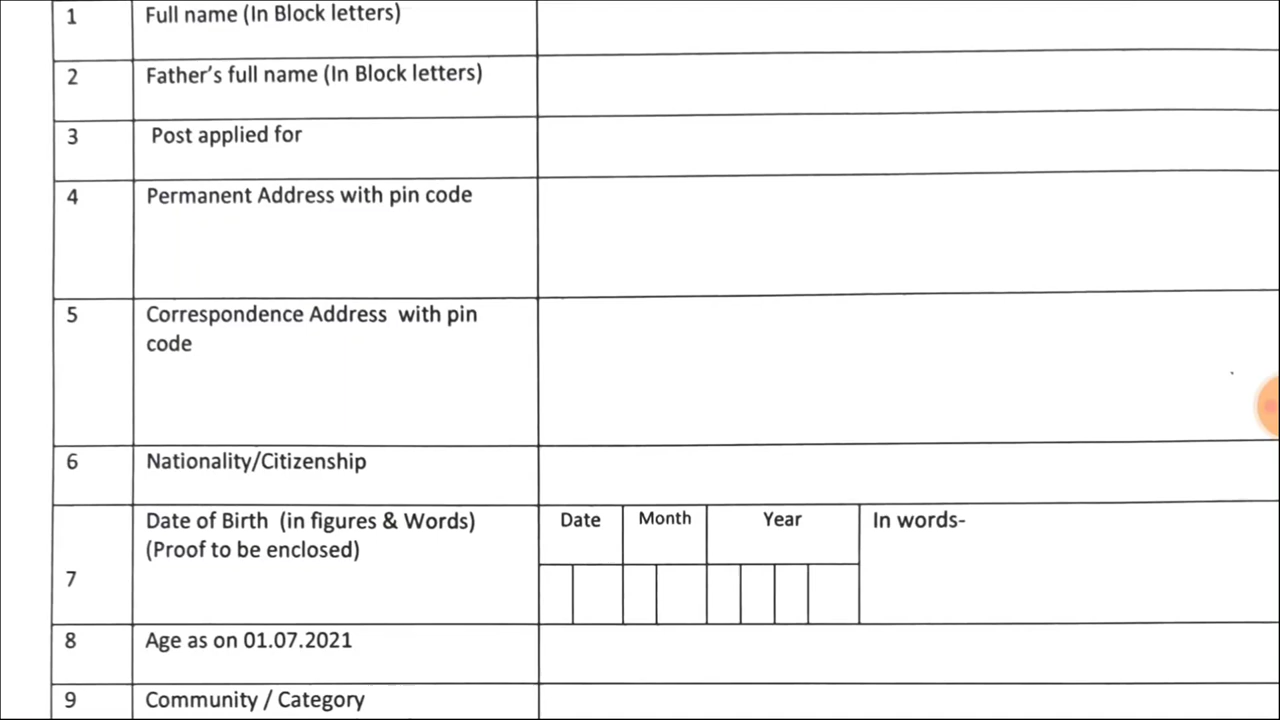 1 Full name (In Block letters)
2 Father's full name (In Block letters)
3 Post applied for
4 Permanent Address with pin code
5 Correspondence Address with pin
code
6 Nationality/Citizenship
7 Date of Birth (in figures & Words)
(Proof to be enclosed)
Date Month Year In words-
8 Age as on 01.07.2021
9 Community / Category